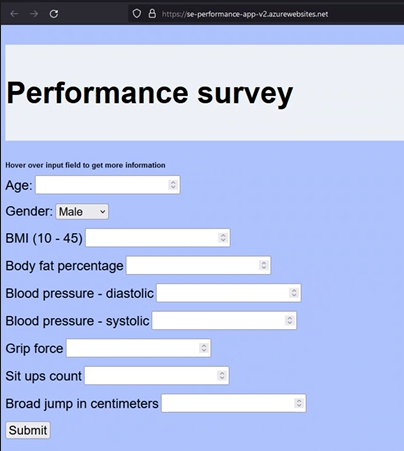 https://se-performance-app-v2.azurewebsites.net
Performance survey
Hover over input field to get more information
Age:
Gender: Male
BMI (10 - 45)
Body fat percentage
Blood pressure - diastolic
Blood pressure - systolic
Grip force
Sit ups count
Broad jump in centimeters
Submit